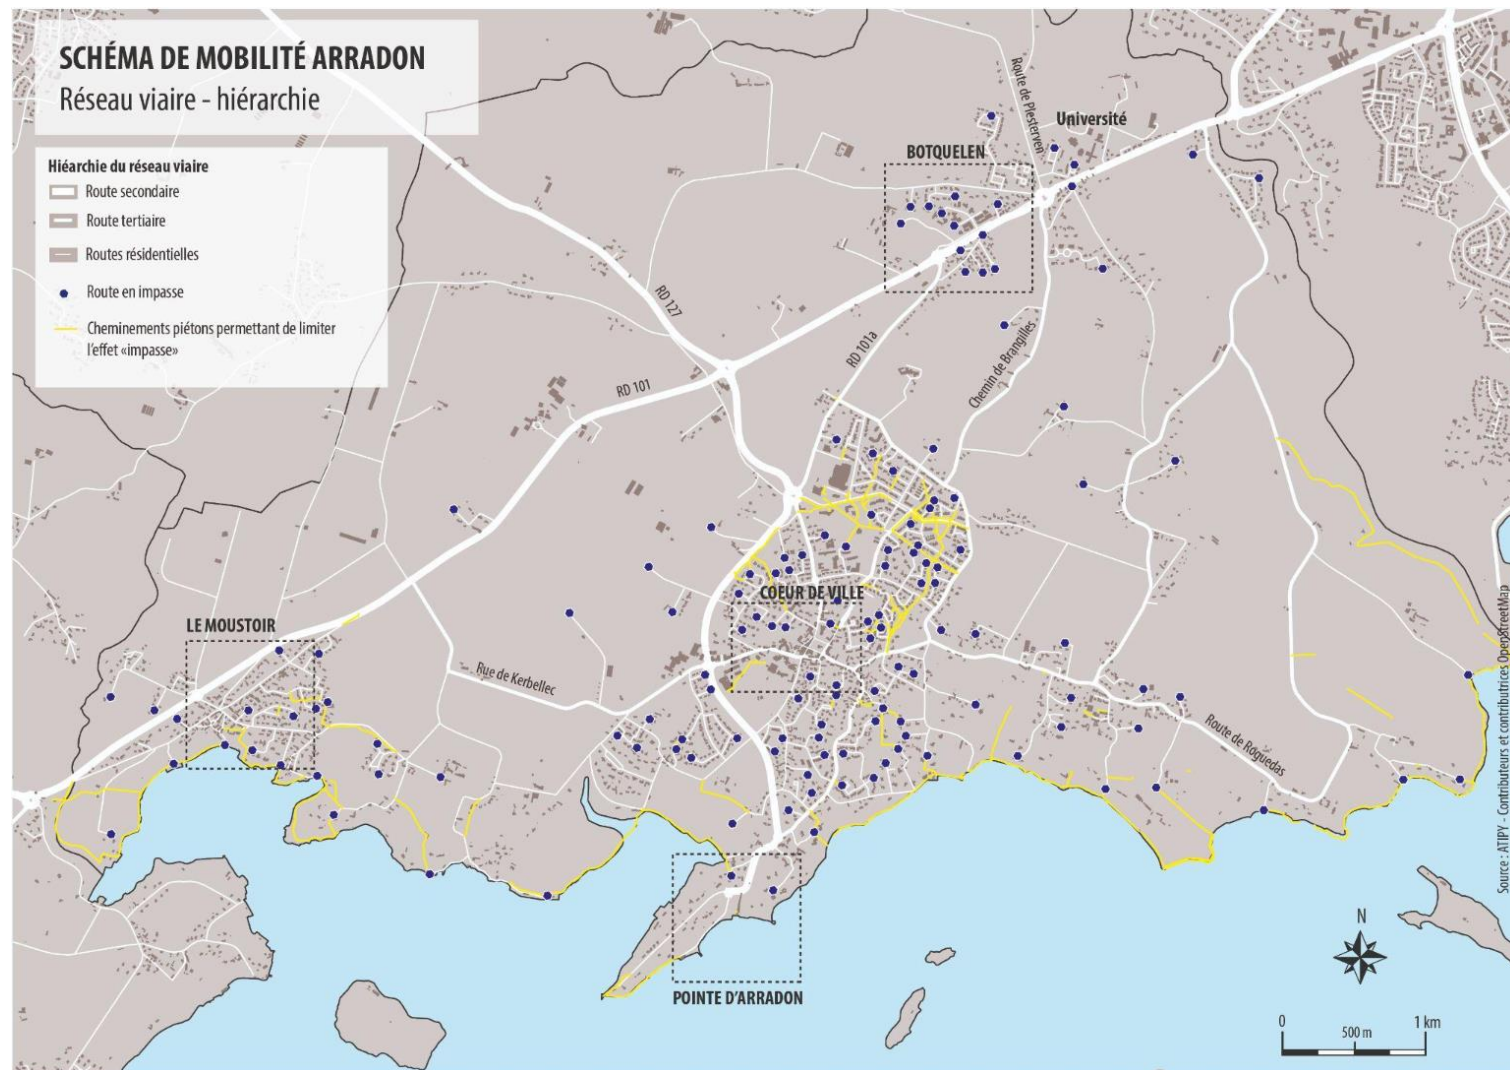 SCHÉMA DE MOBILITÉ ARRADON
Réseau viaire - hiérarchie
Hiéarchie du réseau viaire
Route secondaire
Route tertiaire
Routes résidentielles
Route en impasse
Cheminements piétons permettant de limiter
l'effet «impasse»
Route de Plesterven
Université
BOTQUELEN
RD 127
RD 101a
RD 101
Chemin de Brangilles
COEUR DE VILLE
LE MOUSTOIR
Rue de Kerbellec
Route de Roguedas
POINTE D'ARRADON
N
0
500 m
1 km
Source : ATIPY - Contributeurs et contributrices OpenStreetMap